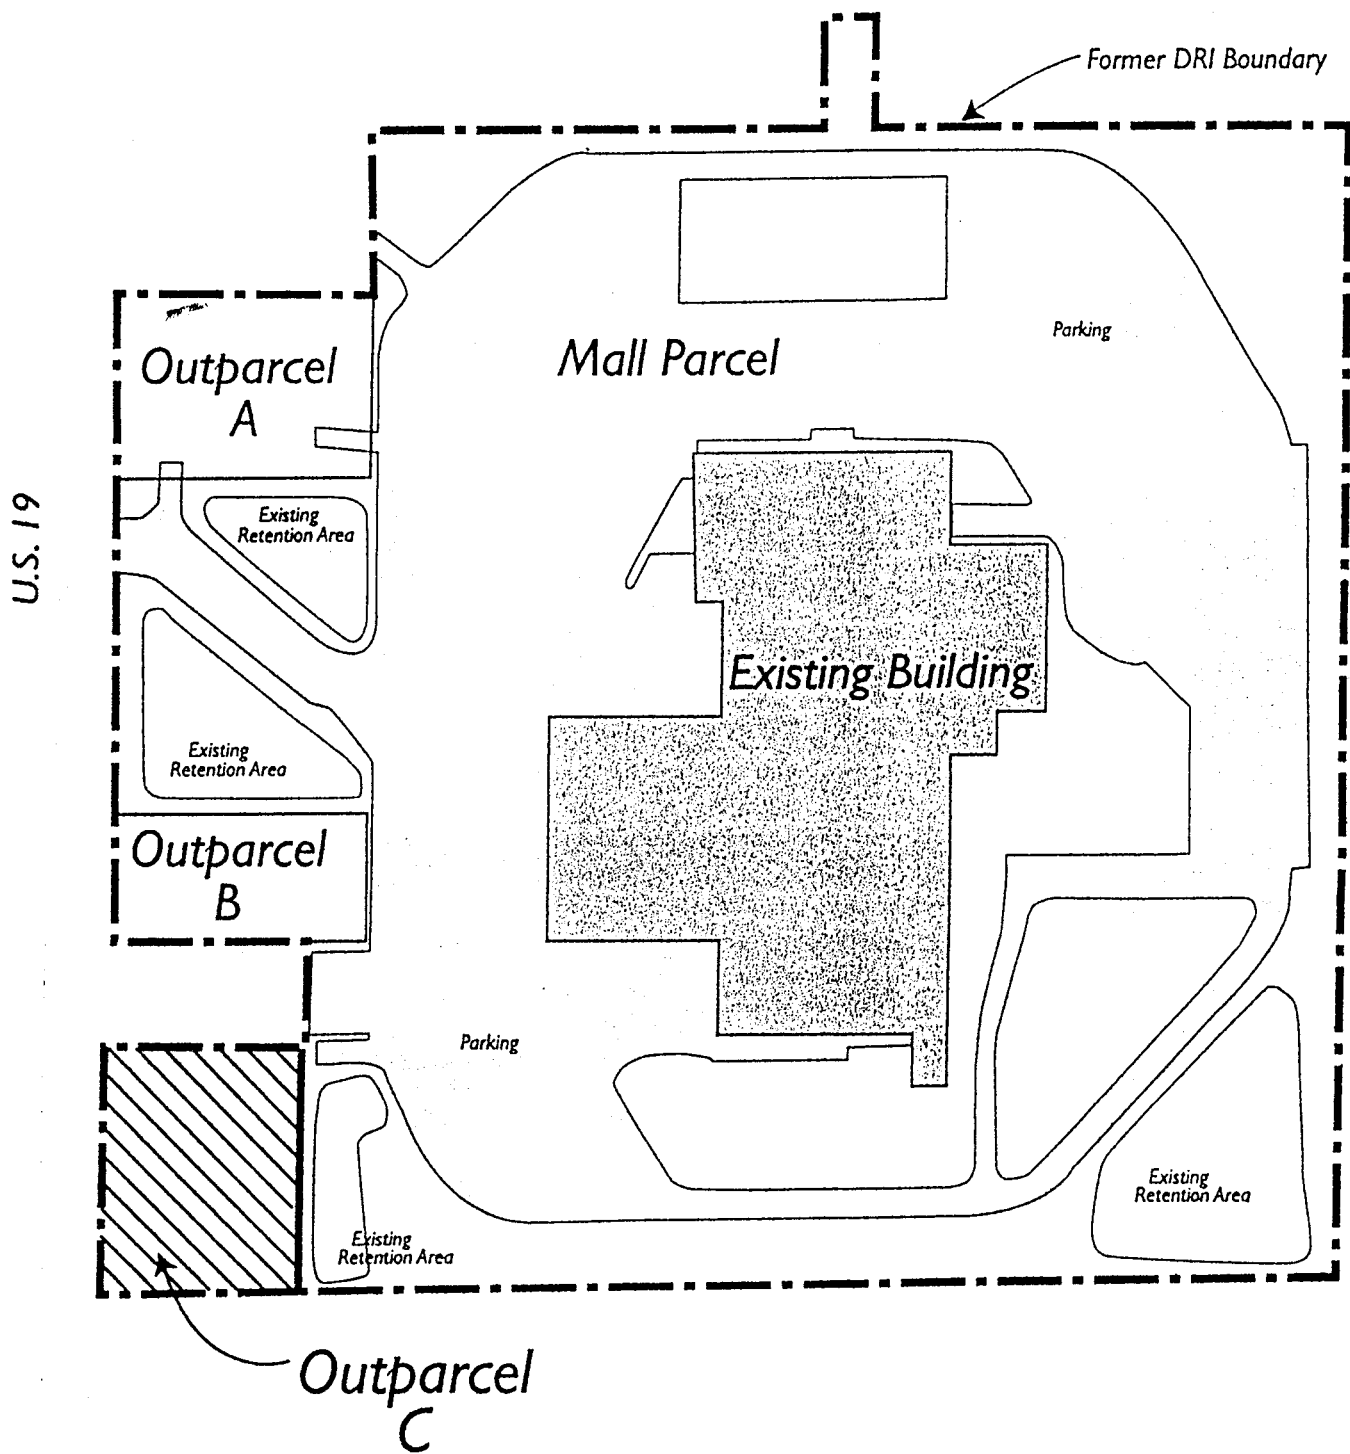 Former DRI Boundary
Parking
Mall Parcel
Outparcel
A
U.S. 19
Existing
Retention Area
Existing Building
Existing
Retention Area
Outparcel
B
Parking
Existing
Retention Area
Existing
Retention Area
Outparcel
C